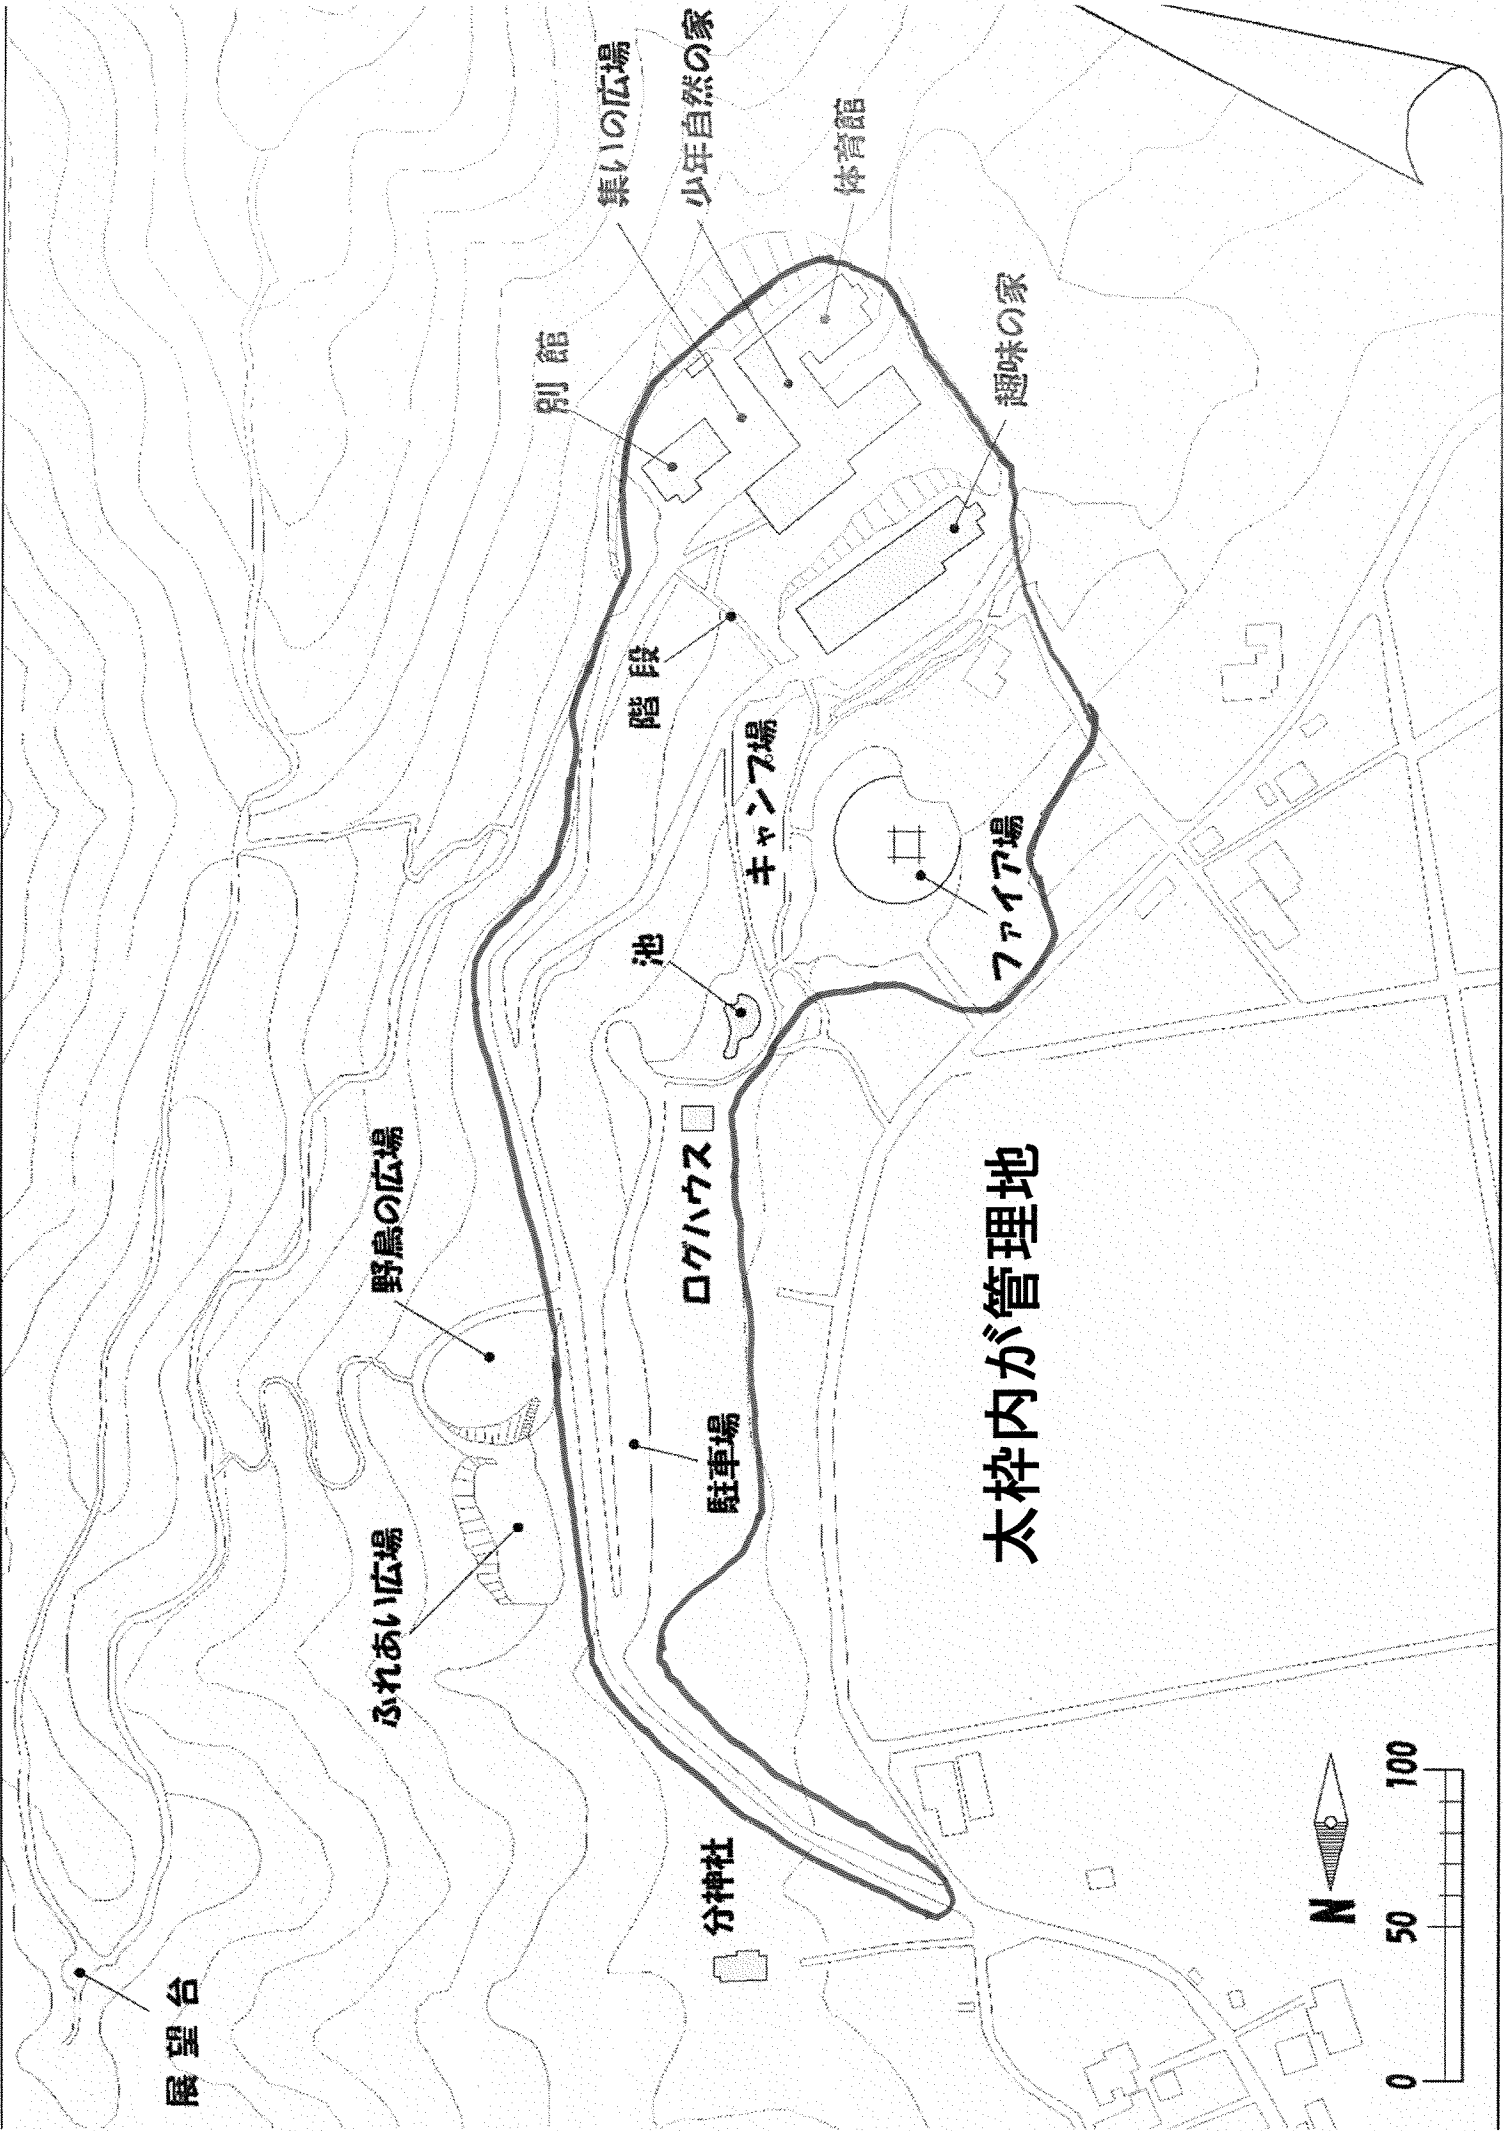 集いの広場
少年自然の家
体育館
別館
趣味の家
階段
キャンプ場
池
ファイア場
ログハウス
野鳥の広場
駐車場
ふれあい広場
太枠内が管理地
分神社
展望台
N
0 50 100